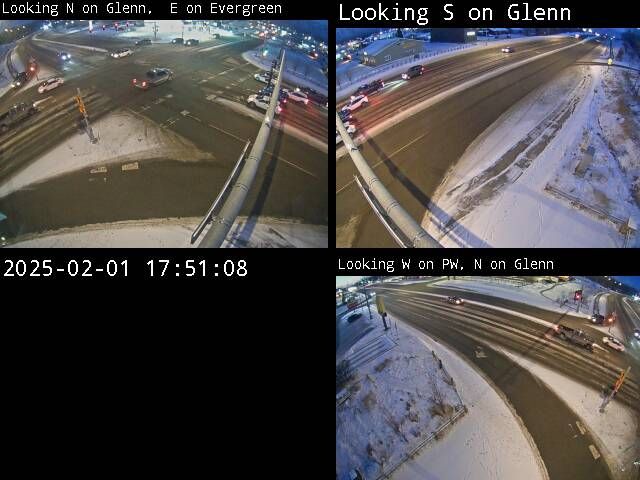 Looking N on Glenn,  E on Evergreen
Looking S on Glenn
2025-02-01 17:51:08
Looking W on PW, N on Glenn